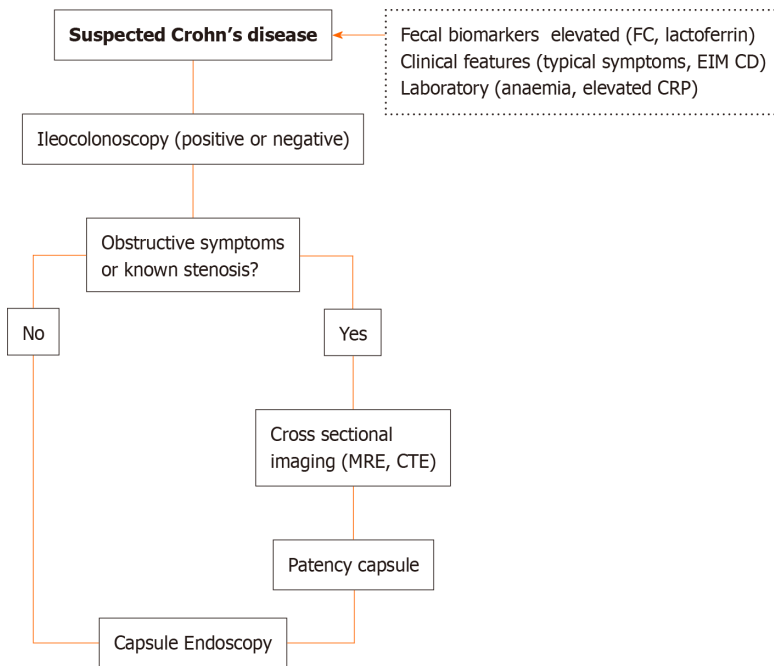 Suspected Crohn’s disease
Fecal biomarkers elevated (FC, lactoferrin)
Clinical features (typical symptoms, EIM CD)
Laboratory (anaemia, elevated CRP)
Ileocolonoscopy (positive or negative)
Obstructive symptoms
or known stenosis?
No
Yes
Cross sectional
imaging (MRE, CTE)
Patency capsule
Capsule Endoscopy